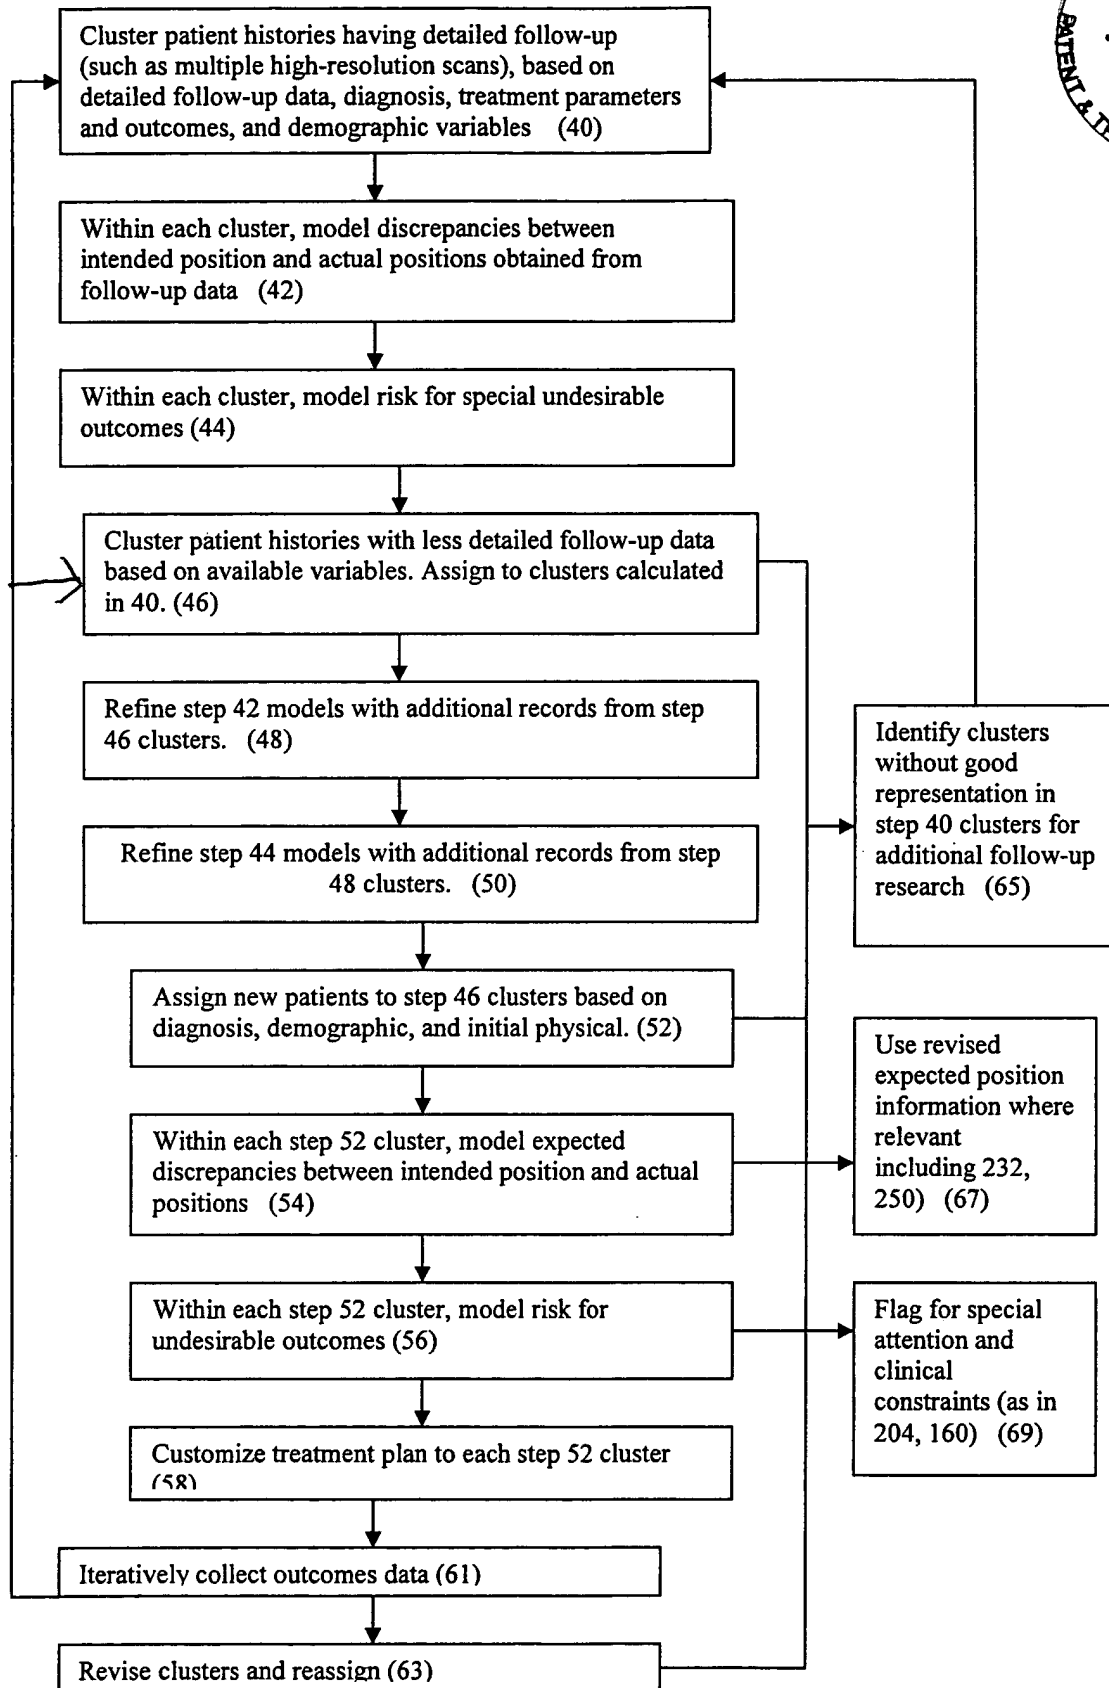 Cluster patient histories having detailed follow-up
(such as multiple high-resolution scans), based on
detailed follow-up data, diagnosis, treatment parameters
and outcomes, and demographic variables (40)
Within each cluster, model discrepancies between
intended position and actual positions obtained from
follow-up data (42)
Within each cluster, model risk for special undesirable
outcomes (44)
Cluster patient histories with less detailed follow-up data
based on available variables. Assign to clusters calculated
in 40. (46)
Refine step 42 models with additional records from step
46 clusters. (48)
Refine step 44 models with additional records from step
48 clusters. (50)
Assign new patients to step 46 clusters based on
diagnosis, demographic, and initial physical. (52)
Within each step 52 cluster, model expected
discrepancies between intended position and actual
positions (54)
Within each step 52 cluster, model risk for
undesirable outcomes (56)
Customize treatment plan to each step 52 cluster
(58)
Iteratively collect outcomes data (61)
Revise clusters and reassign (63)
Identify clusters
without good
representation in
step 40 clusters for
additional follow-up
research (65)
Use revised
expected position
information where
relevant
including 232,
250) (67)
Flag for special
attention and
clinical
constraints (as in
204, 160) (69)
PATENT &